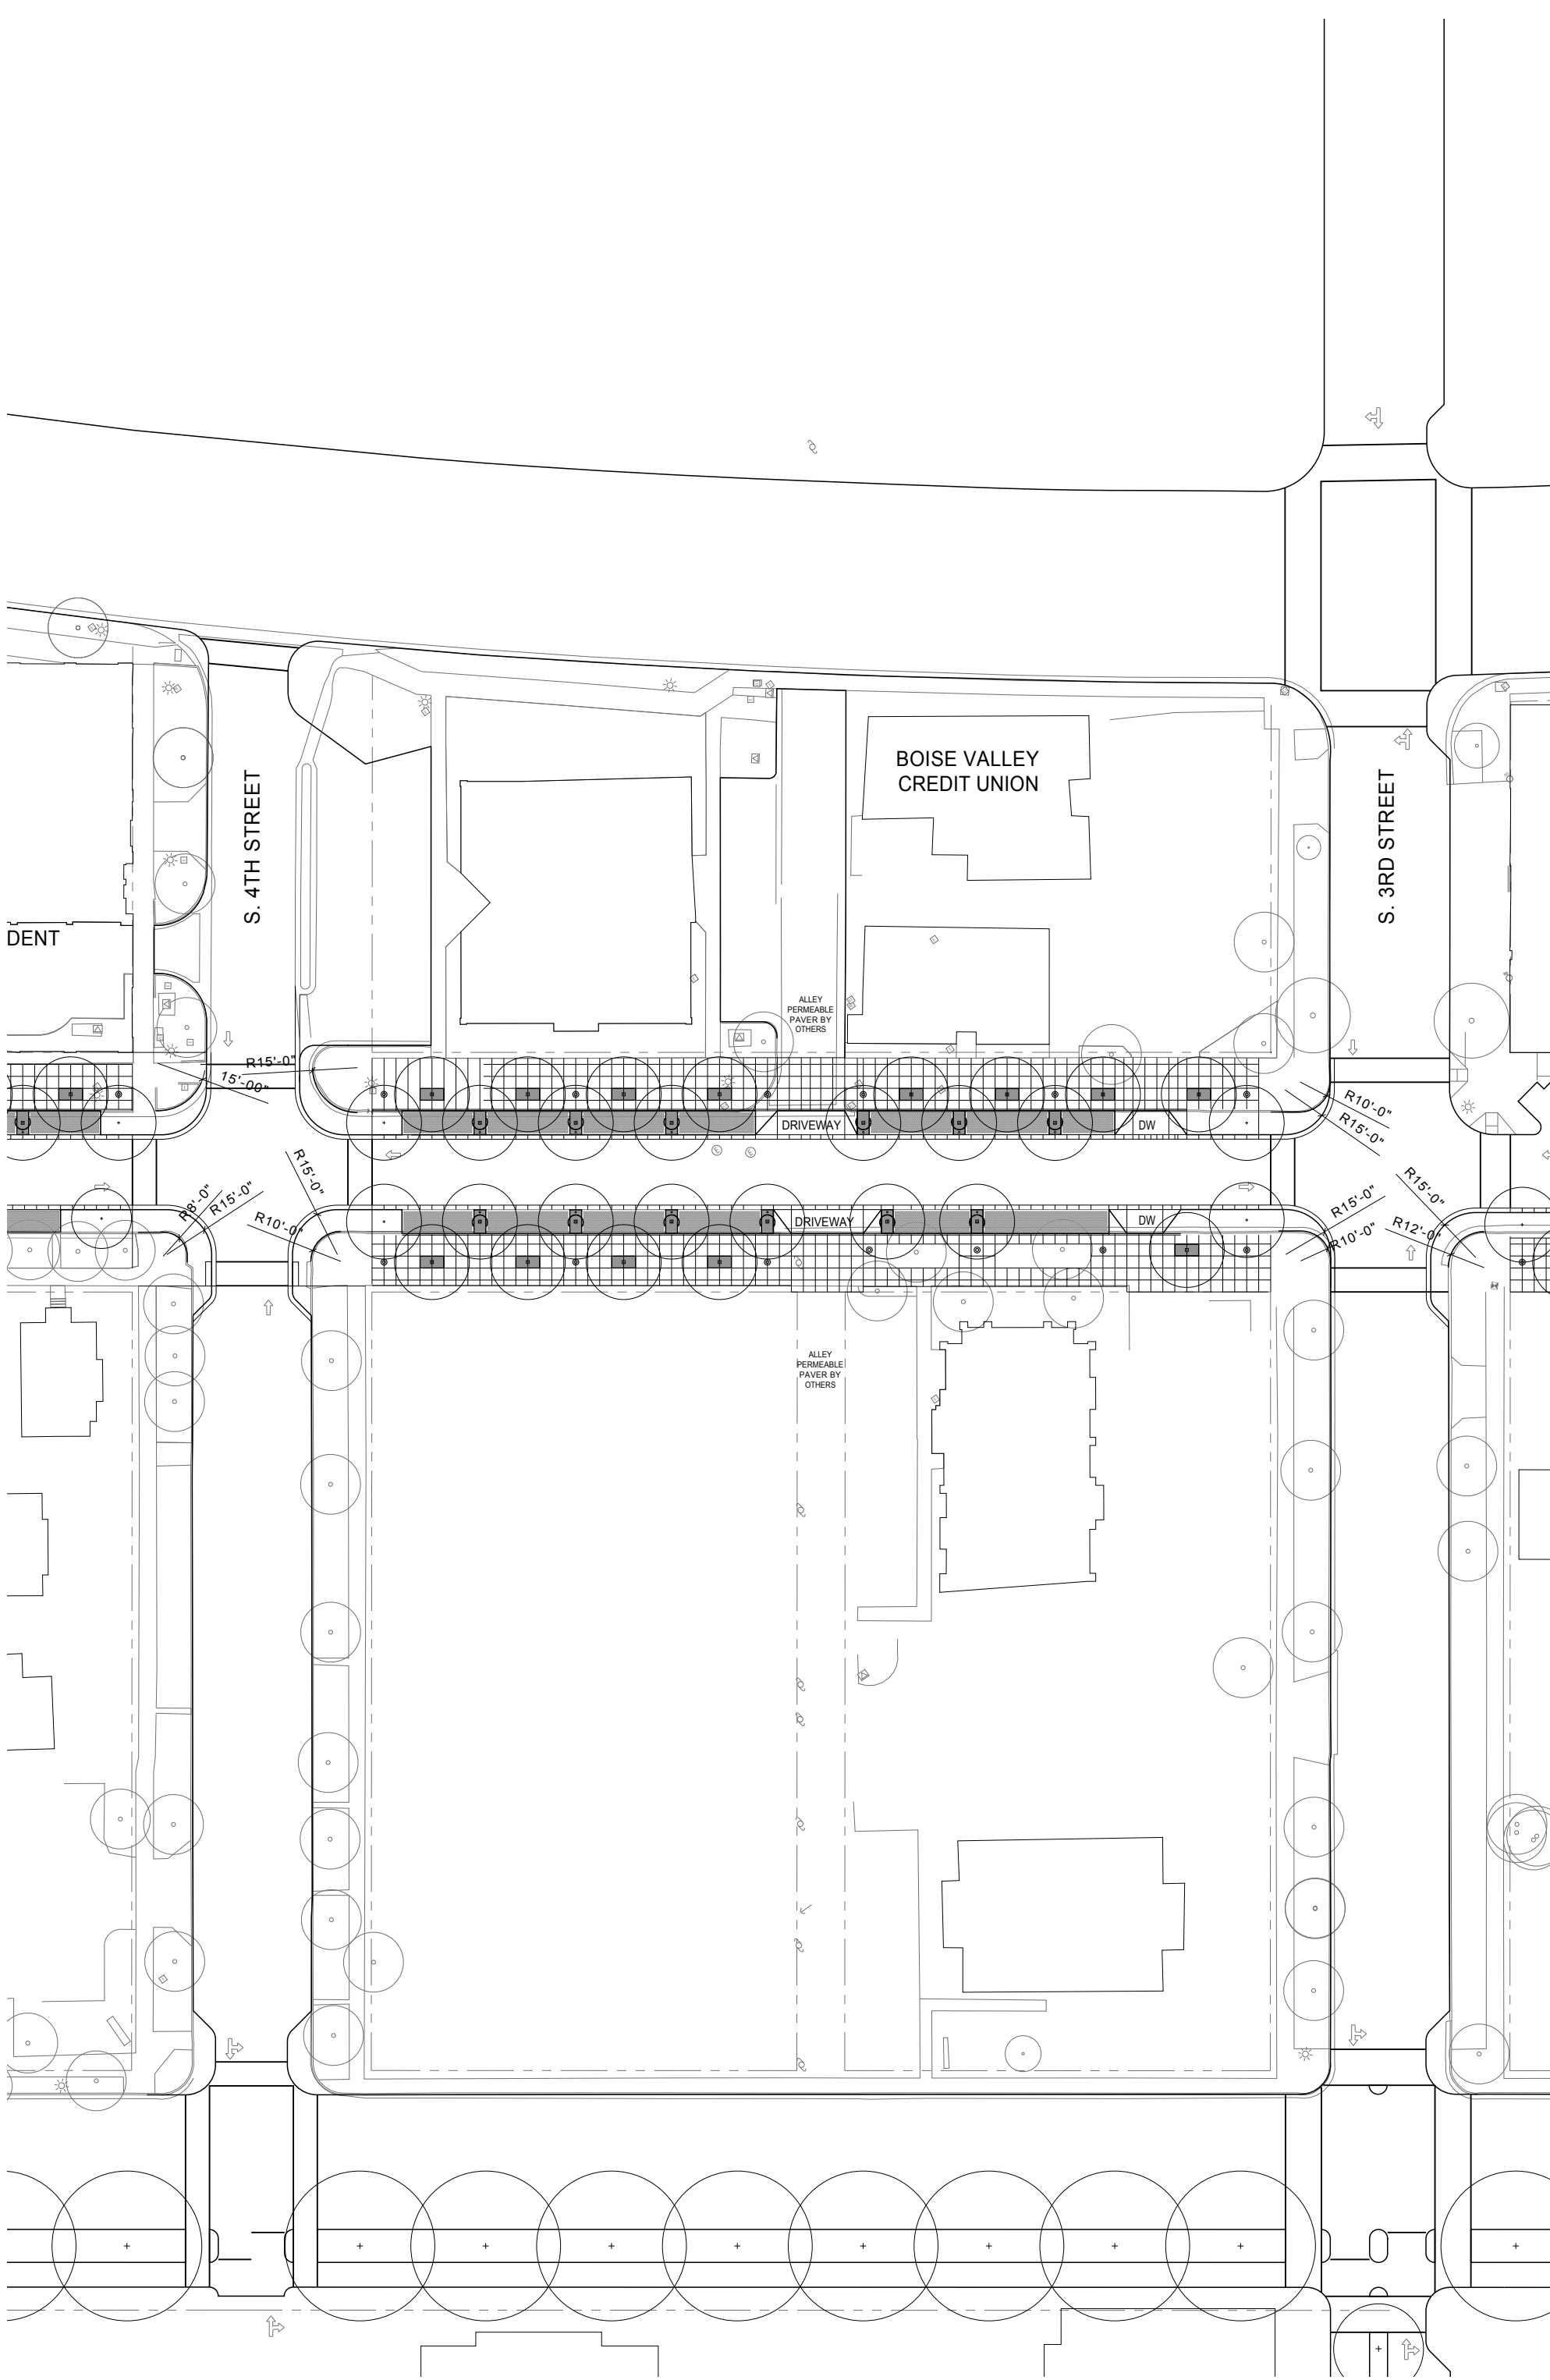 BOISE VALLEY
CREDIT UNION
S. 4TH STREET
S. 3RD STREET
DENT
ALLEY
PERMEABLE
PAVER BY
OTHERS
R15'-0"
15'-00"
R10'-0"
R15'-0"
DRIVEWAY
DW
R15'-0"
R8'-0"
R15'-0"
R10'-0"
R15'-0"
R15'-0"
R10'-0"
R12'-0"
DRIVEWAY
DW
ALLEY
PERMEABLE
PAVER BY
OTHERS